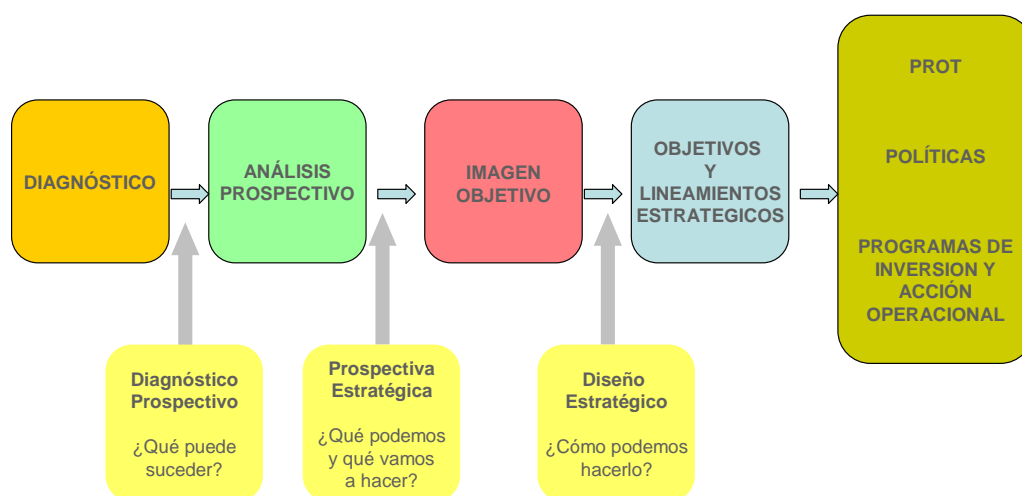 DIAGNÓSTICO
ANÁLISIS
PROSPECTIVO
IMAGEN
OBJETIVO
OBJETIVOS
Y
LINEAMIENTOS
ESTRATEGICOS
PROT
POLÍTICAS
PROGRAMAS DE
INVERSION Y
ACCIÓN
OPERACIONAL
Diagnóstico
Prospectivo
¿Qué puede
suceder?
Prospectiva
Estratégica
¿Qué podemos
y qué vamos
a hacer?
Diseño
Estratégico
¿Cómo podemos
hacerlo?